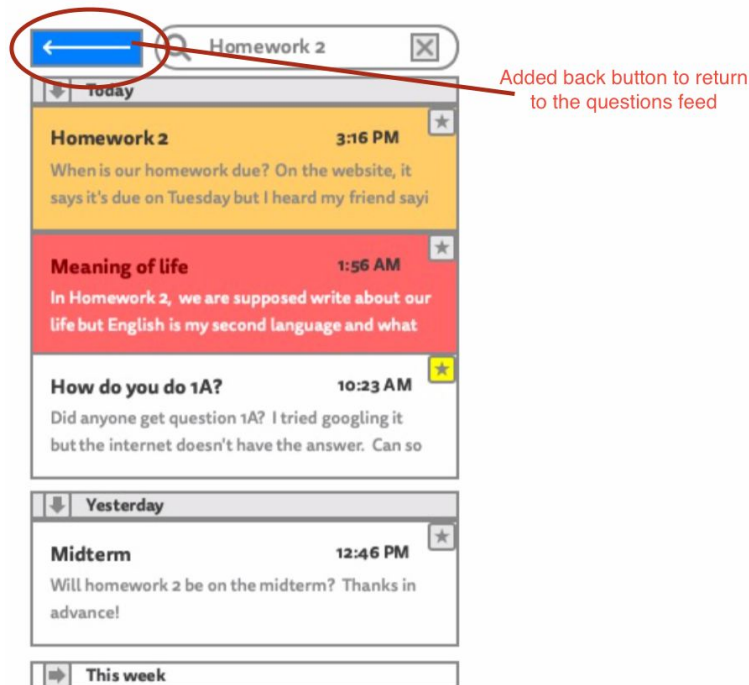 Homework 2
Added back button to return
to the questions feed
Today
Homework 2 3:16 PM
When is our homework due? On the website, it
says it's due on Tuesday but I heard my friend sayi
Meaning of life 1:56 AM
In Homework 2, we are supposed write about our
life but English is my second language and what
How do you do 1A? 10:23 AM
Did anyone get question 1A? I tried googling it
but the internet doesn't have the answer. Can so
Yesterday
Midterm 12:46 PM
Will homework 2 be on the midterm? Thanks in
advance!
This week